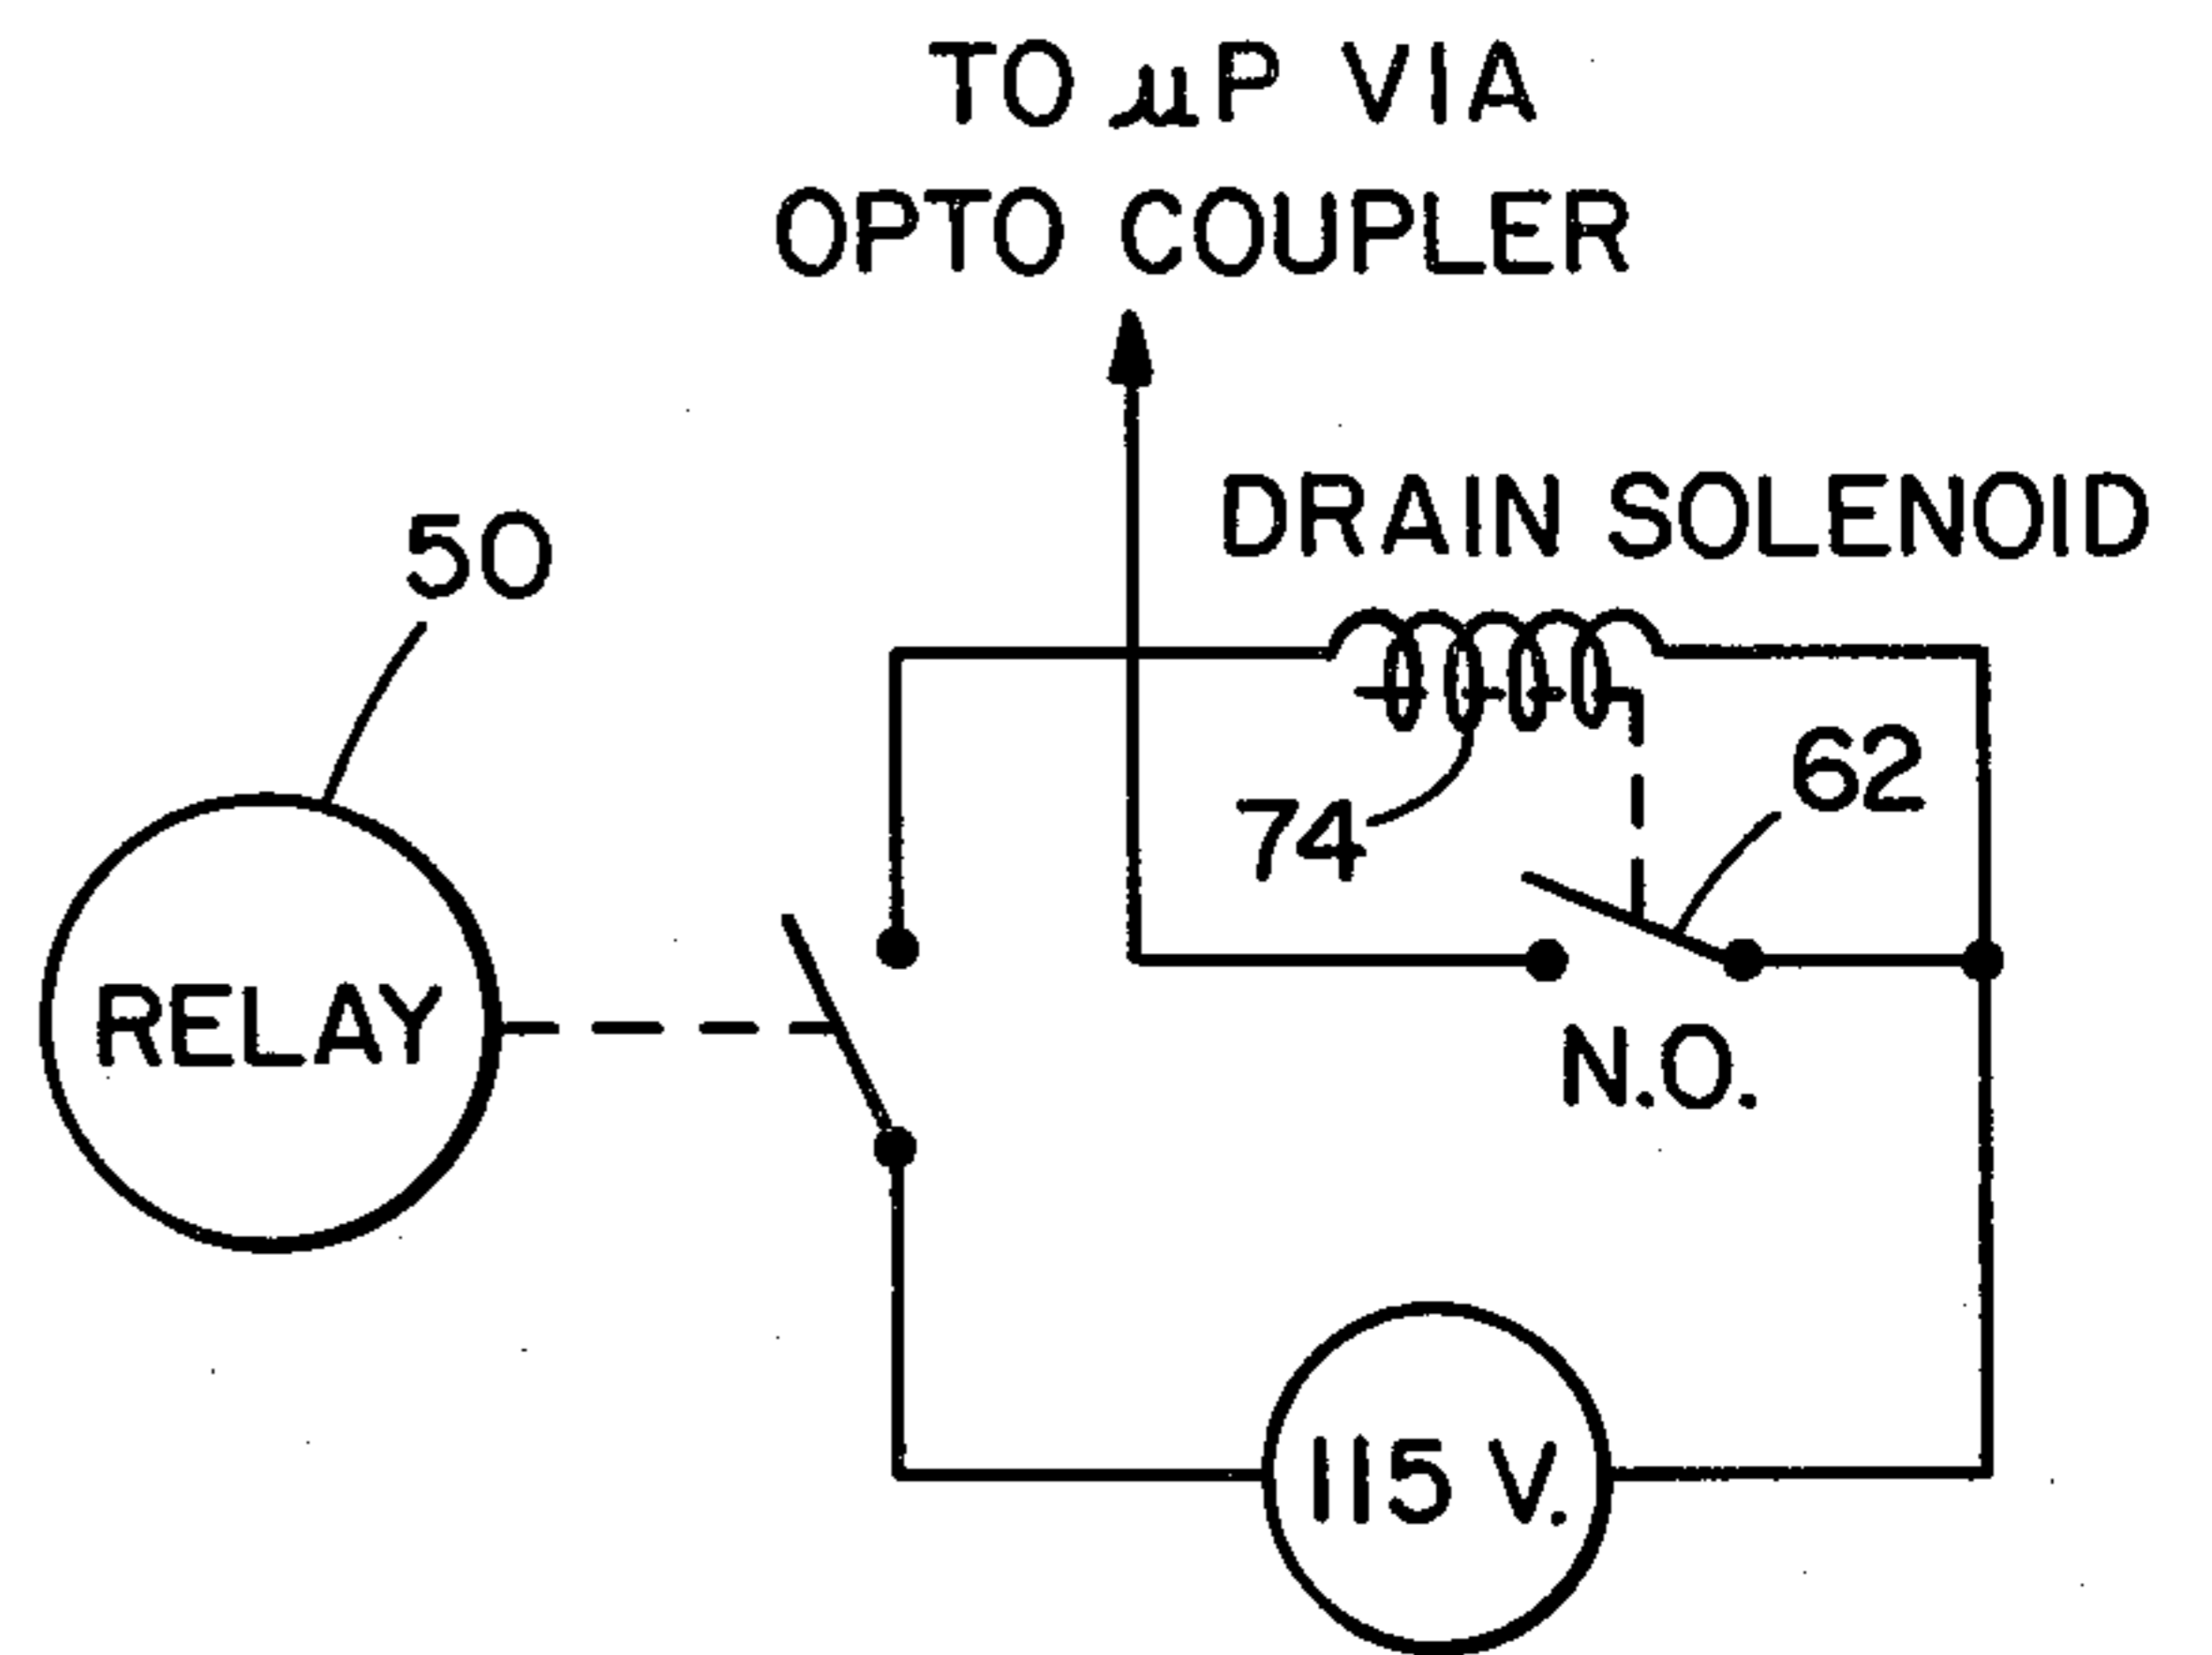 TO µP VIA
OPTO COUPLER
DRAIN SOLENOID
50
62
74
RELAY
N.O.
115 V.